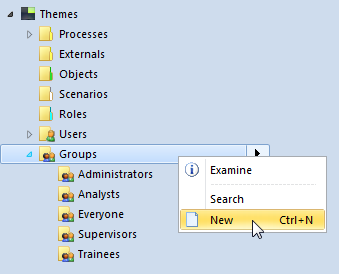 Themes
Processes
Externals
Objects
Scenarios
Roles
Users
Groups
Administrators
Analysts
Everyone
Supervisors
Trainees
Examine
Search
New Ctrl+N